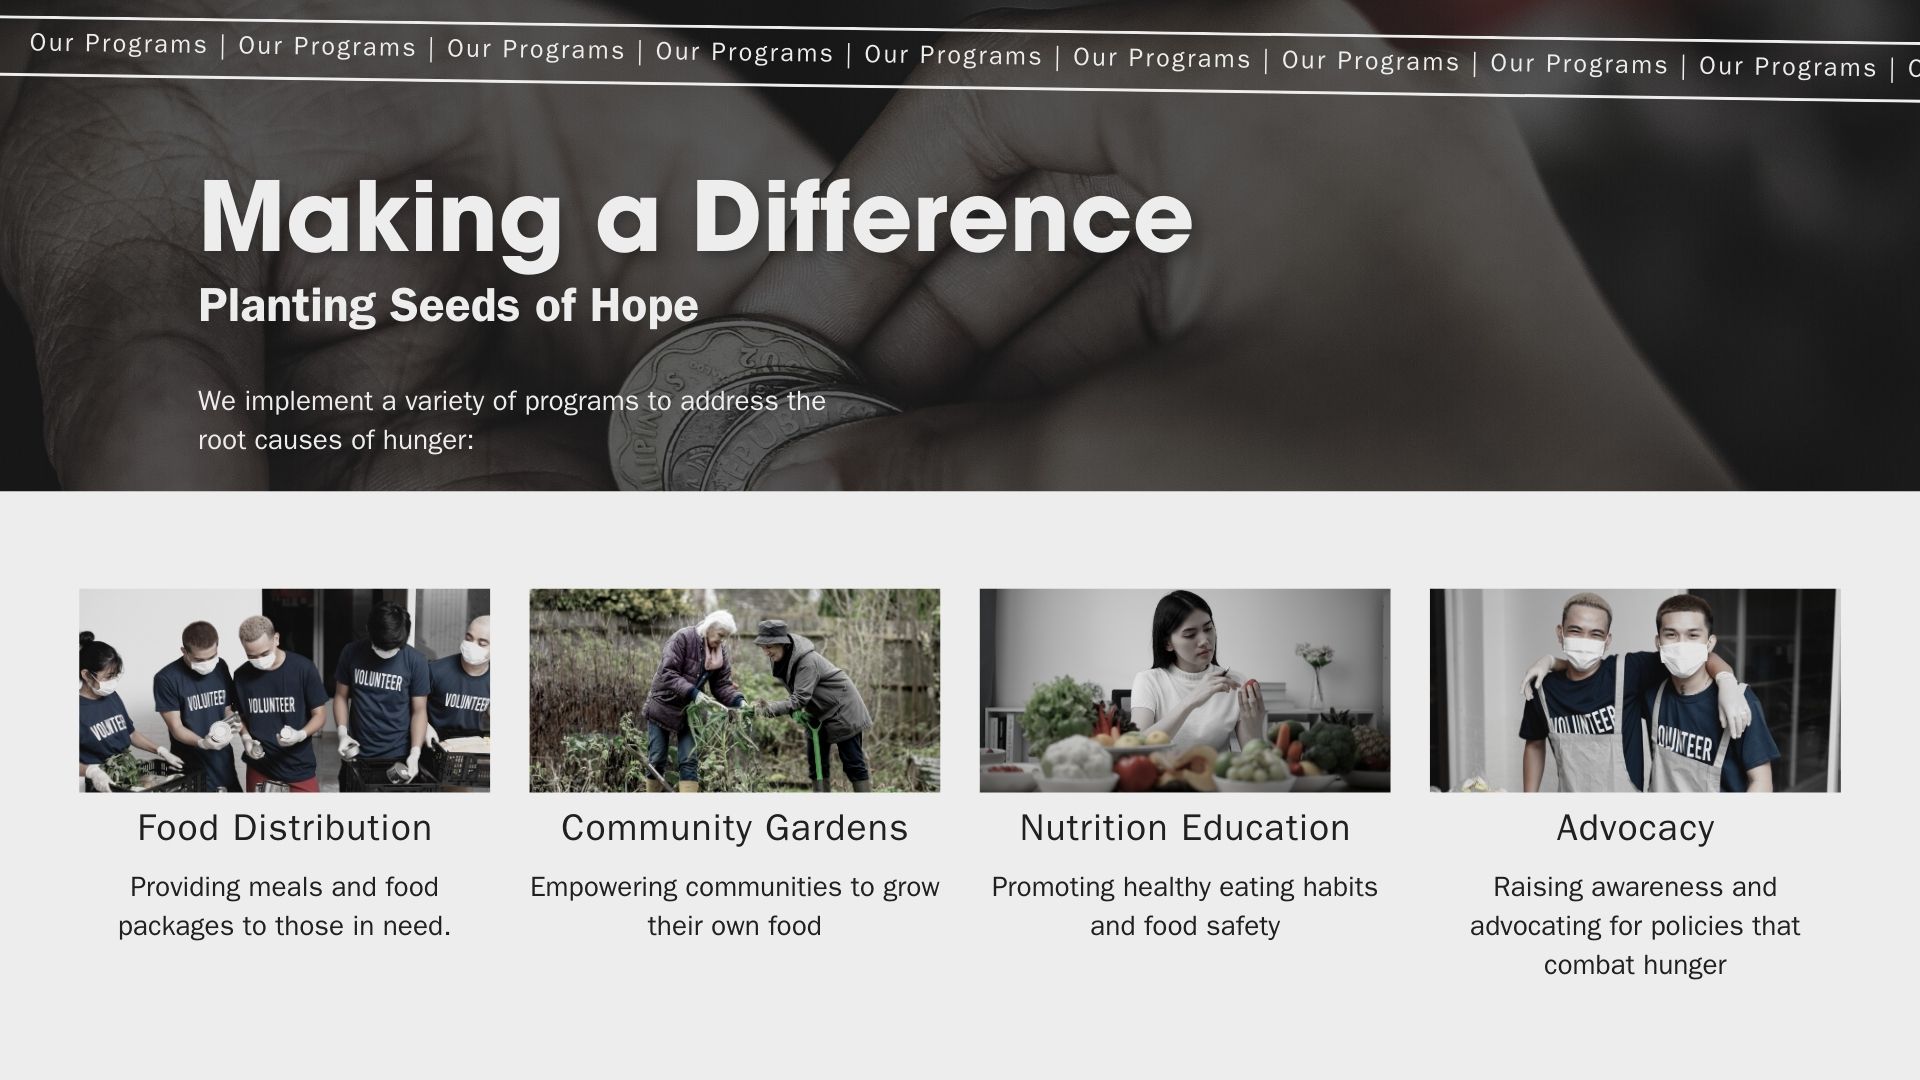 Our Programs | Our Programs | Our Programs | Our Programs | Our Programs | Our Programs | Our Programs | Our Programs | Our Programs |
Making a Difference
Planting Seeds of Hope
We implement a variety of programs to address the
root causes of hunger:
VOLUNTEER
VOLUNTEER
VOLUNTEER
VOLUNTEER
VOLUNTEER
VOLUNTEER
Food Distribution
Providing meals and food
packages to those in need.
Community Gardens
Empowering communities to grow
their own food
Nutrition Education
Promoting healthy eating habits
and food safety
Advocacy
Raising awareness and
advocating for policies that
combat hunger